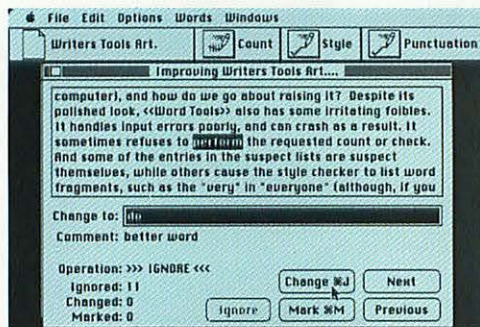 File Edit Options Words Windows
Writers Tools Art. Count Style Punctuation
Improving Writers Tools Art....
computer), and how do we go about raising it? Despite its
polished look, <<Word Tools>> also has some irritating foibles.
It handles input errors poorly, and can crash as a result. It
sometimes refuses to perform the requested count or check.
And some of the entries in the suspect lists are suspect
themselves, while others cause the style checker to list word
fragments, such as the "very" in "everyone" (although, if you
Change to: do
Comment: better word
Operation: >>> IGNORE <<<
Ignored: 11
Changed: 0
Marked: 0
Change ⌘J Next
Ignore Mark ⌘M Previous